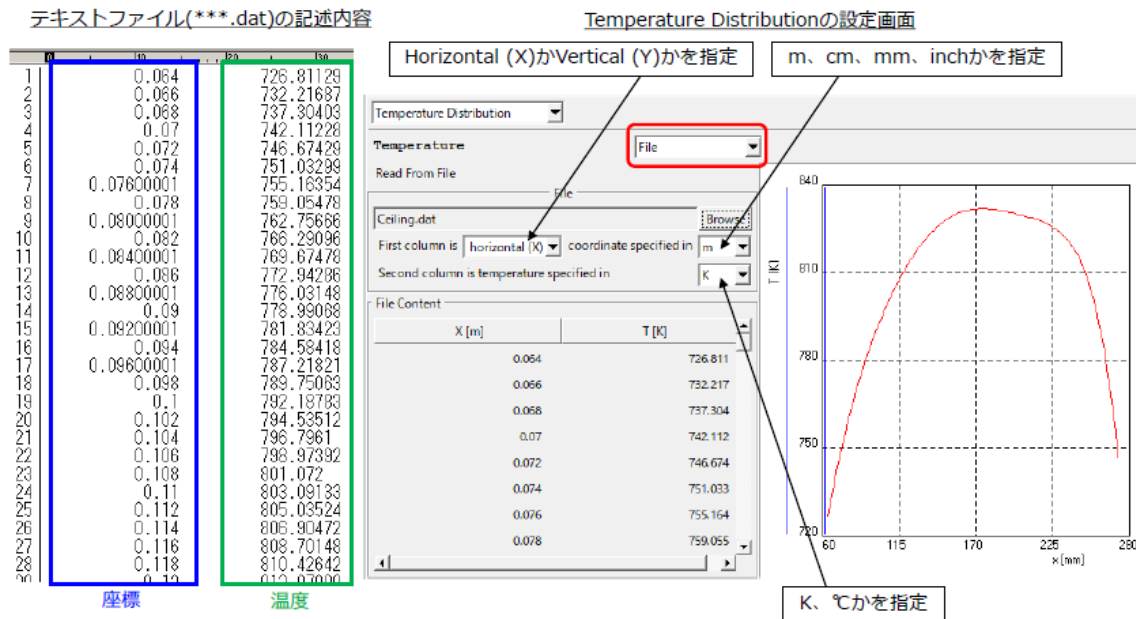 テキストファイル(***.dat)の記述内容
Temperature Distributionの設定画面
Horizontal (X)かVertical (Y)かを指定
m、cm、mm、inchかを指定
0 10 20 30
1 0.064 726.81129
2 0.066 732.21687
3 0.068 737.30403
4 0.07 742.11228
5 0.072 746.67429
6 0.074 751.03299
7 0.07600001 755.16354
8 0.078 759.05478
9 0.08000001 762.75666
10 0.082 766.29096
11 0.08400001 769.67478
12 0.086 772.94286
13 0.08800001 776.03148
14 0.09 778.99068
15 0.09200001 781.83423
16 0.094 784.58418
17 0.09600001 787.21821
18 0.098 789.75063
19 0.1 792.18783
20 0.102 794.53512
21 0.104 796.7961
22 0.106 798.97392
23 0.108 801.072
24 0.11 803.09133
25 0.112 805.03524
26 0.114 806.90472
27 0.116 808.70148
28 0.118 810.42642
座標
温度
Temperature Distribution
Temperature File
Read From File
File
Ceiling.dat Browse
First column is horizontal (X) coordinate specified in m
Second column is temperature specified in K
File Content
X [m] T [K]
0.064 726.811
0.066 732.217
0.068 737.304
0.07 742.112
0.072 746.674
0.074 751.033
0.076 755.164
0.078 759.055
840
810
780
750
720
T [K]
60 115 170 225 280
x [mm]
K、℃かを指定